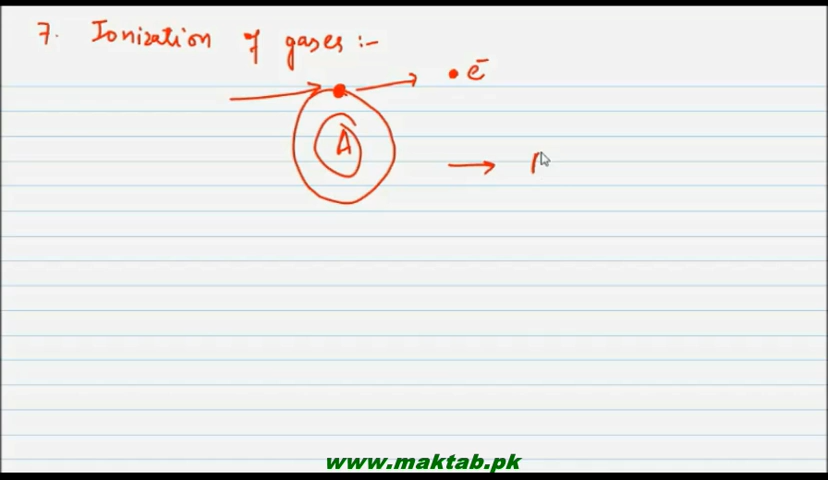 7. Ionization of gases :-
e⁻
A
www.maktab.pk